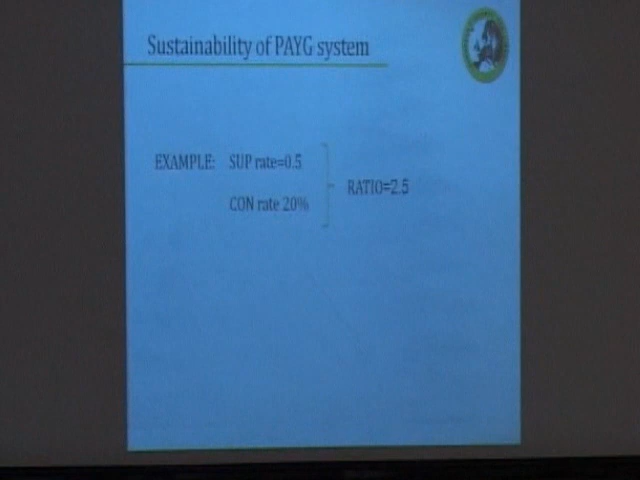 Sustainability of PAYG system
EXAMPLE: SUP rate=0.5
CON rate 20%
RATIO=2.5